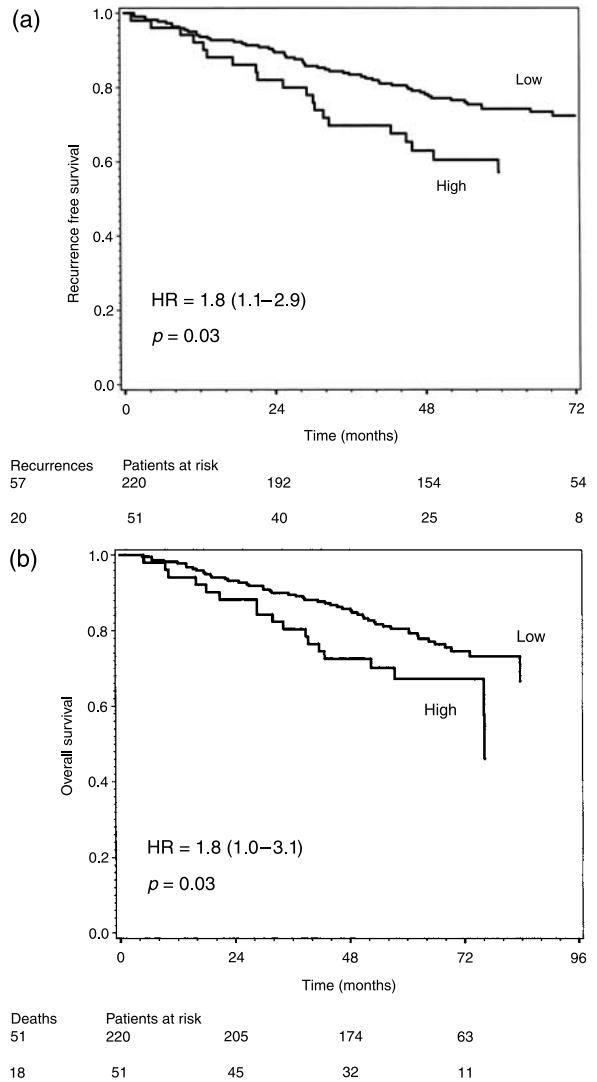 (a)
1.0
0.8
0.6
0.4
0.2
0.0
Recurrence free survival
Low
High
HR = 1.8 (1.1–2.9)
p = 0.03
0 24 48 72
Time (months)
Recurrences Patients at risk
57 220 192 154 54
20 51 40 25 8
(b)
1.0
0.8
0.6
0.4
0.2
0.0
Overall survival
Low
High
HR = 1.8 (1.0–3.1)
p = 0.03
0 24 48 72 96
Time (months)
Deaths Patients at risk
51 220 205 174 63
18 51 45 32 11